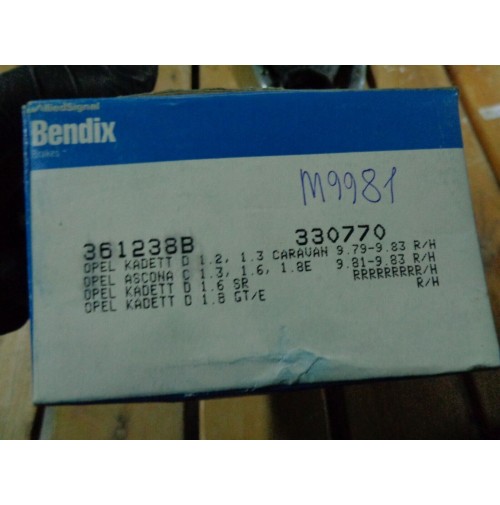 AlliedSignal
Bendix
Brakes
M9981
361238B 330770
OPEL KADETT D 1.2, 1.3 CARAVAN 9.79-9.83 R/H
OPEL ASCONA C 1.3, 1.6, 1.8E 9.81-9.83 R/H
OPEL KADETT D 1.6 SR RRRRRRRRR/H
OPEL KADETT D 1.8 GT/E R/H